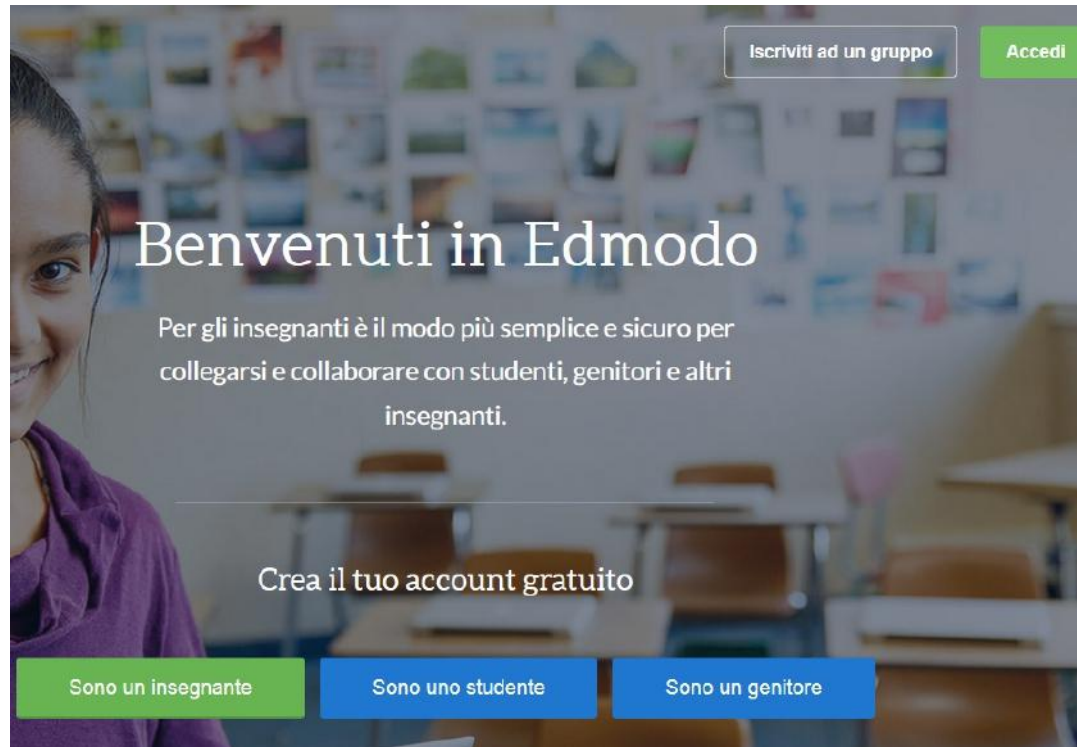 Iscriviti ad un gruppo
Accedi
Benvenuti in Edmodo
Per gli insegnanti è il modo più semplice e sicuro per
collegarsi e collaborare con studenti, genitori e altri
insegnanti.
Crea il tuo account gratuito
Sono un insegnante
Sono uno studente
Sono un genitore